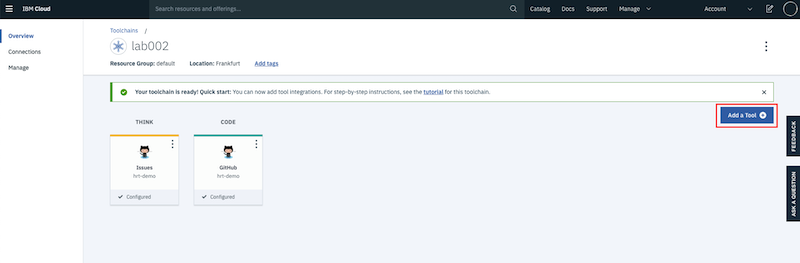 IBM Cloud
Search resources and offerings...
Catalog
Docs
Support
Manage
Account
Overview
Connections
Manage
Toolchains /
lab002
Resource Group: default
Location: Frankfurt
Add tags
Your toolchain is ready! Quick start: You can now add tool integrations. For step-by-step instructions, see the tutorial for this toolchain.
Add a Tool
THINK
CODE
Issues
hrt-demo
Configured
GitHub
hrt-demo
Configured
FEEDBACK
ASK A QUESTION